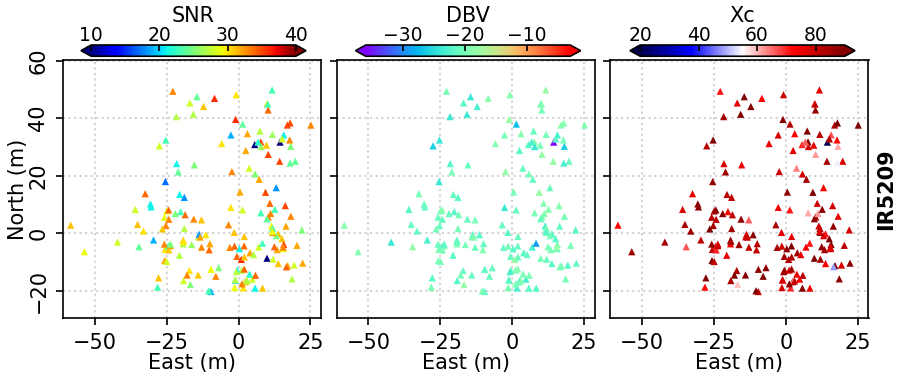 SNR DBV Xc
10 20 30 40 −30 −20 −10 20 40 60 80
60
40
20
0
−20
North (m)
IR5209
−50 −25 0 25 −50 −25 0 25 −50 −25 0 25
East (m) East (m) East (m)